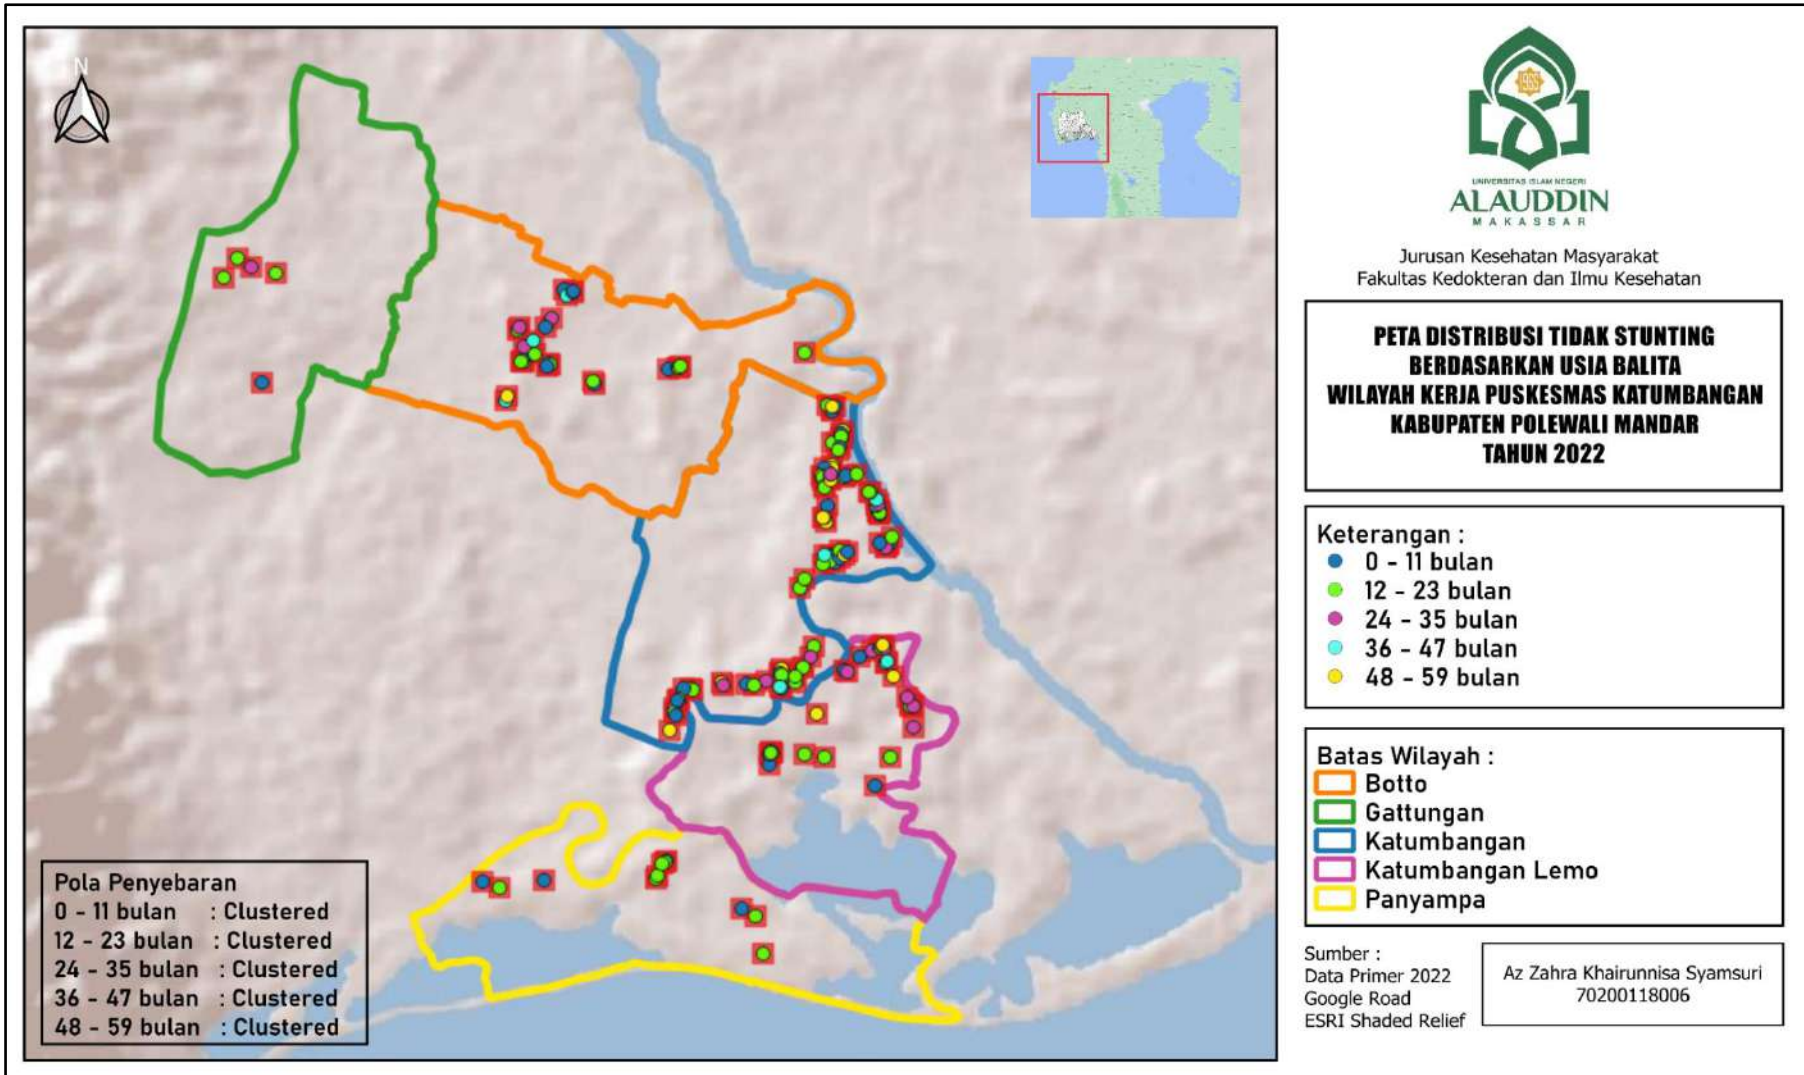 N
1965
UNIVERSITAS ISLAM NEGERI
ALAUDDIN
MAKASSAR
Jurusan Kesehatan Masyarakat
Fakultas Kedokteran dan Ilmu Kesehatan
PETA DISTRIBUSI TIDAK STUNTING
BERDASARKAN USIA BALITA
WILAYAH KERJA PUSKESMAS KATUMBANGAN
KABUPATEN POLEWALI MANDAR
TAHUN 2022
Keterangan :
0 - 11 bulan
12 - 23 bulan
24 - 35 bulan
36 - 47 bulan
48 - 59 bulan
Batas Wilayah :
Botto
Gattungan
Katumbangan
Katumbangan Lemo
Panyampa
Pola Penyebaran
0 - 11 bulan : Clustered
12 - 23 bulan : Clustered
24 - 35 bulan : Clustered
36 - 47 bulan : Clustered
48 - 59 bulan : Clustered
Sumber :
Data Primer 2022
Google Road
ESRI Shaded Relief
Az Zahra Khairunnisa Syamsuri
70200118006